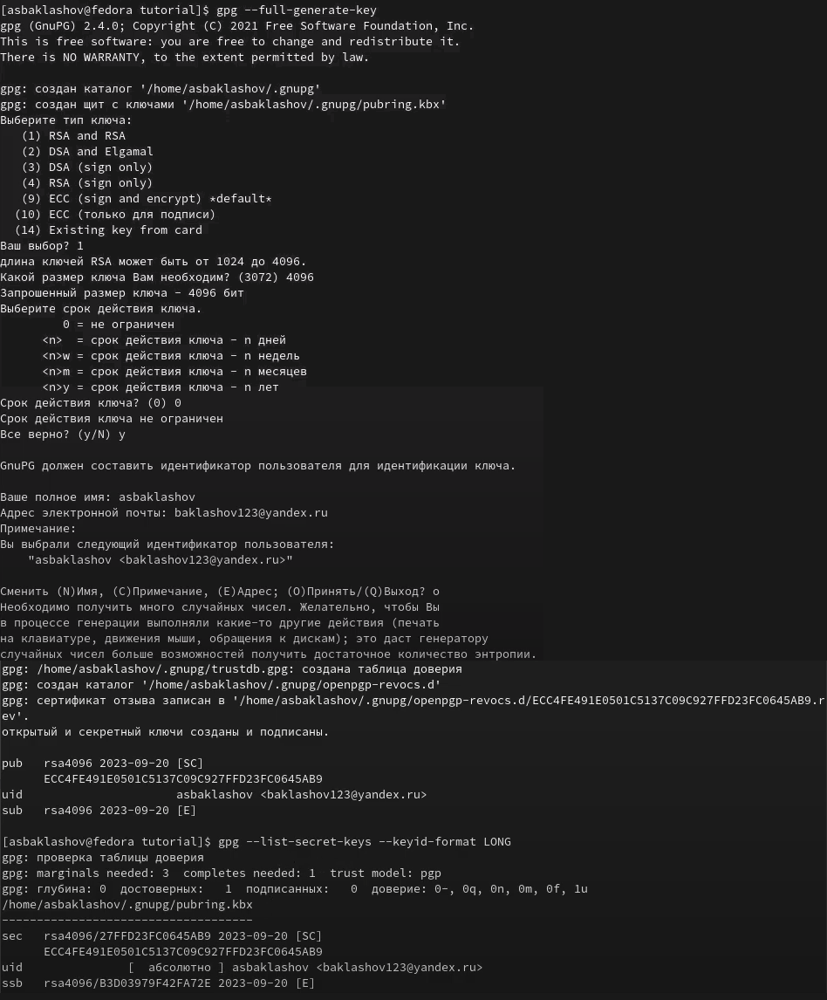 [asbaklashov@fedora tutorial]$ gpg --full-generate-key
gpg (GnuPG) 2.4.0; Copyright (C) 2021 Free Software Foundation, Inc.
This is free software: you are free to change and redistribute it.
There is NO WARRANTY, to the extent permitted by law.

gpg: создан каталог '/home/asbaklashov/.gnupg'
gpg: создан щит с ключами '/home/asbaklashov/.gnupg/pubring.kbx'
Выберите тип ключа:
   (1) RSA and RSA
   (2) DSA and Elgamal
   (3) DSA (sign only)
   (4) RSA (sign only)
   (9) ECC (sign and encrypt) *default*
  (10) ECC (только для подписи)
  (14) Existing key from card
Ваш выбор? 1
длина ключей RSA может быть от 1024 до 4096.
Какой размер ключа Вам необходим? (3072) 4096
Запрошенный размер ключа - 4096 бит
Выберите срок действия ключа.
         0 = не ограничен
      <n>  = срок действия ключа - n дней
      <n>w = срок действия ключа - n недель
      <n>m = срок действия ключа - n месяцев
      <n>y = срок действия ключа - n лет
Срок действия ключа? (0) 0
Срок действия ключа не ограничен
Все верно? (y/N) y

GnuPG должен составить идентификатор пользователя для идентификации ключа.

Ваше полное имя: asbaklashov
Адрес электронной почты: baklashov123@yandex.ru
Примечание:
Вы выбрали следующий идентификатор пользователя:
    "asbaklashov <baklashov123@yandex.ru>"

Сменить (N)Имя, (C)Примечание, (E)Адрес; (O)Принять/(Q)Выход? o
Необходимо получить много случайных чисел. Желательно, чтобы Вы
в процессе генерации выполняли какие-то другие действия (печать
на клавиатуре, движения мыши, обращения к дискам); это даст генератору
случайных чисел больше возможностей получить достаточное количество энтропии.
gpg: /home/asbaklashov/.gnupg/trustdb.gpg: создана таблица доверия
gpg: создан каталог '/home/asbaklashov/.gnupg/openpgp-revocs.d'
gpg: сертификат отзыва записан в '/home/asbaklashov/.gnupg/openpgp-revocs.d/ECC4FE491E0501C5137C09C927FFD23FC0645AB9.r
ev'.
открытый и секретный ключи созданы и подписаны.

pub   rsa4096 2023-09-20 [SC]
      ECC4FE491E0501C5137C09C927FFD23FC0645AB9
uid                      asbaklashov <baklashov123@yandex.ru>
sub   rsa4096 2023-09-20 [E]

[asbaklashov@fedora tutorial]$ gpg --list-secret-keys --keyid-format LONG
gpg: проверка таблицы доверия
gpg: marginals needed: 3  completes needed: 1  trust model: pgp
gpg: глубина: 0  достоверных:   1  подписанных:   0  доверие: 0-, 0q, 0n, 0m, 0f, 1u
/home/asbaklashov/.gnupg/pubring.kbx
------------------------------------
sec   rsa4096/27FFD23FC0645AB9 2023-09-20 [SC]
      ECC4FE491E0501C5137C09C927FFD23FC0645AB9
uid               [  абсолютно ] asbaklashov <baklashov123@yandex.ru>
ssb   rsa4096/B3D03979F42FA72E 2023-09-20 [E]